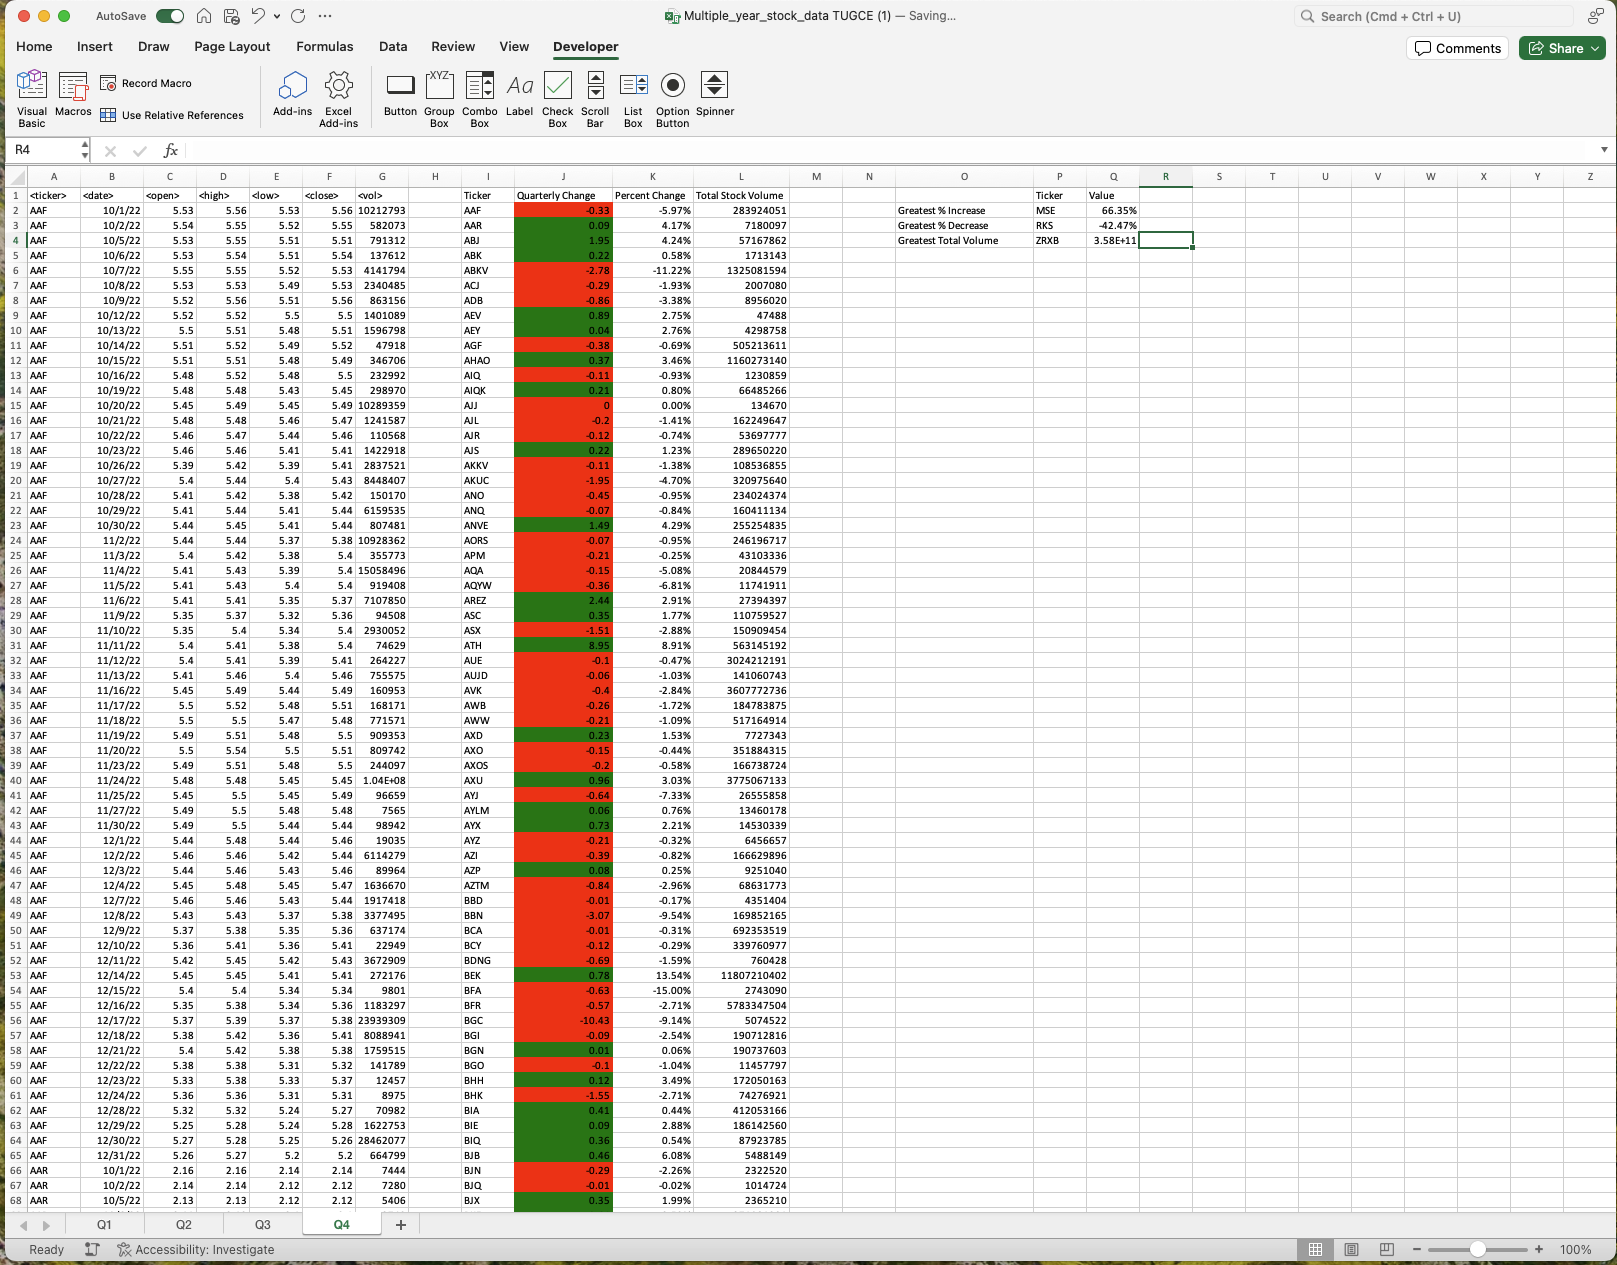 AutoSave
Multiple_year_stock_data TUGCE (1) — Saving...
Search (Cmd + Ctrl + U)
Home Insert Draw Page Layout Formulas Data Review View Developer
Comments Share
Visual Basic Macros Record Macro Use Relative References Add-ins Excel Add-ins Button Group Box Combo Box Label Check Box Scroll Bar List Box Option Button Spinner
XYZ Aa
R4 fx
A B C D E F G H I J K L M N O P Q R S T U V W X Y Z
1 <ticker> <date> <open> <high> <low> <close> <vol> Ticker Quarterly Change Percent Change Total Stock Volume Ticker Value
2 AAF 10/1/22 5.53 5.56 5.53 5.56 10212793 AAF -0.33 -5.97% 283924051 Greatest % Increase MSE 66.35%
3 AAF 10/2/22 5.54 5.55 5.55 5.55 582073 AAR 0.09 4.17% 7180097 Greatest % Decrease RKS -42.47%
4 AAF 10/5/22 5.53 5.55 5.51 5.51 791312 ABJ 1.95 4.24% 57167862 Greatest Total Volume ZRXB 3.58E+11
5 AAF 10/6/22 5.53 5.54 5.51 5.54 137612 ABK 0.22 0.58% 1713143
6 AAF 10/7/22 5.55 5.55 5.52 5.53 4141794 ABKV -2.78 -11.22% 1325081594
7 AAF 10/8/22 5.53 5.53 5.49 5.53 2340485 ACJ -0.29 -1.93% 2007080
8 AAF 10/9/22 5.52 5.56 5.51 5.56 863156 ADB -0.86 -3.38% 8956020
9 AAF 10/12/22 5.52 5.52 5.5 5.5 1401089 AEV 0.89 2.75% 47488
10 AAF 10/13/22 5.5 5.51 5.48 5.51 1596798 AEY 0.04 2.76% 4298758
11 AAF 10/14/22 5.51 5.52 5.49 5.52 47918 AGF -0.38 -0.69% 505213611
12 AAF 10/15/22 5.51 5.51 5.48 5.49 346706 AHAO 0.37 3.46% 1160273140
13 AAF 10/16/22 5.48 5.52 5.48 5.5 232992 AIQ -0.11 -0.93% 1230859
14 AAF 10/19/22 5.48 5.48 5.43 5.45 298970 AIQK 0.21 0.80% 66485266
15 AAF 10/20/22 5.45 5.49 5.45 5.49 10289359 AJJ 0 0.00% 134670
16 AAF 10/21/22 5.48 5.48 5.46 5.47 1241587 AJL -0.2 -1.41% 162249647
17 AAF 10/22/22 5.46 5.47 5.44 5.46 110568 AJR -0.12 -0.74% 53697777
18 AAF 10/23/22 5.46 5.46 5.41 5.41 1422918 AJS 0.22 1.23% 289650220
19 AAF 10/26/22 5.39 5.42 5.39 5.41 2837521 AKKV -0.11 -1.38% 108536855
20 AAF 10/27/22 5.4 5.44 5.4 5.43 8448407 AKUC -1.95 -4.70% 320975640
21 AAF 10/28/22 5.41 5.42 5.38 5.42 150170 ANO -0.45 -0.95% 234024374
22 AAF 10/29/22 5.41 5.44 5.41 5.44 6159535 ANQ -0.07 -0.84% 160411134
23 AAF 10/30/22 5.44 5.45 5.41 5.44 807481 ANVE 1.49 4.29% 255254835
24 AAF 11/2/22 5.44 5.44 5.37 5.38 10928362 AORS -0.07 -0.95% 246196717
25 AAF 11/3/22 5.4 5.42 5.38 5.4 355773 APM -0.21 -0.25% 43103336
26 AAF 11/4/22 5.41 5.43 5.39 5.4 15058496 AQA -0.15 -5.08% 20844579
27 AAF 11/5/22 5.41 5.43 5.4 5.4 919408 AQYW -0.36 -6.81% 11741911
28 AAF 11/6/22 5.41 5.41 5.35 5.37 7107850 AREZ 2.44 2.91% 27394397
29 AAF 11/9/22 5.35 5.37 5.32 5.36 94508 ASC 0.35 1.77% 110759527
30 AAF 11/10/22 5.35 5.4 5.34 5.4 2930052 ASX -1.51 -2.88% 150909454
31 AAF 11/11/22 5.4 5.41 5.38 5.4 74629 ATH 8.95 8.91% 563145192
32 AAF 11/12/22 5.4 5.41 5.39 5.41 264227 AUE -0.1 -0.47% 3024212191
33 AAF 11/13/22 5.41 5.46 5.4 5.46 755575 AUJD -0.06 -1.03% 141060743
34 AAF 11/16/22 5.45 5.49 5.44 5.49 160953 AVK -0.4 -2.84% 3607772736
35 AAF 11/17/22 5.5 5.52 5.48 5.51 168171 AWB -0.26 -1.72% 184783875
36 AAF 11/18/22 5.5 5.5 5.47 5.48 771571 AWW -0.21 -1.09% 517164914
37 AAF 11/19/22 5.49 5.51 5.48 5.5 909353 AXD 0.23 1.53% 7727343
38 AAF 11/20/22 5.5 5.54 5.5 5.51 809742 AXO -0.15 -0.44% 351884315
39 AAF 11/23/22 5.49 5.51 5.48 5.5 244097 AXOS -0.2 -0.58% 166738724
40 AAF 11/24/22 5.48 5.48 5.45 5.45 1.04E+08 AXU 0.96 3.03% 3775067133
41 AAF 11/25/22 5.45 5.5 5.45 5.49 96659 AYJ -0.64 -7.33% 26555858
42 AAF 11/27/22 5.49 5.5 5.48 5.48 7565 AYLM 0.06 0.76% 13460178
43 AAF 11/30/22 5.49 5.5 5.44 5.44 98942 AYX 0.73 2.21% 14530339
44 AAF 12/1/22 5.44 5.48 5.44 5.46 19035 AYZ -0.21 -0.32% 6456657
45 AAF 12/2/22 5.46 5.46 5.42 5.44 6114279 AZI -0.39 -0.82% 166629896
46 AAF 12/3/22 5.44 5.46 5.43 5.46 89964 AZP 0.08 0.25% 9251040
47 AAF 12/4/22 5.45 5.48 5.45 5.47 1636670 AZTM -0.84 -2.96% 68631773
48 AAF 12/7/22 5.46 5.46 5.43 5.44 1917418 BBD -0.01 -0.17% 4351404
49 AAF 12/8/22 5.43 5.43 5.37 5.38 3377495 BBN -3.07 -9.54% 169852165
50 AAF 12/9/22 5.37 5.38 5.35 5.36 637174 BCA -0.01 -0.31% 692353519
51 AAF 12/10/22 5.36 5.41 5.36 5.41 22949 BCY -0.12 -0.29% 339760977
52 AAF 12/11/22 5.42 5.45 5.42 5.43 3672909 BDNG -0.69 -1.59% 760428
53 AAF 12/14/22 5.45 5.45 5.41 5.41 272176 BEK 0.78 13.54% 11807210402
54 AAF 12/15/22 5.4 5.4 5.34 5.34 9801 BFA -0.63 -15.00% 2743090
55 AAF 12/16/22 5.35 5.38 5.34 5.36 1183297 BFR -0.57 -2.71% 5783347504
56 AAF 12/17/22 5.37 5.39 5.37 5.38 23939309 BGC -10.43 -9.14% 5074522
57 AAF 12/18/22 5.38 5.42 5.36 5.41 8088941 BGI -0.09 -2.54% 190712816
58 AAF 12/21/22 5.4 5.42 5.38 5.38 1759515 BGN 0.01 0.06% 190737603
59 AAF 12/22/22 5.38 5.38 5.31 5.32 141789 BGO -0.1 -1.04% 11457797
60 AAF 12/23/22 5.33 5.38 5.33 5.37 12457 BHH 0.12 3.49% 172050163
61 AAF 12/24/22 5.36 5.36 5.31 5.31 8975 BHK -1.55 -2.71% 74276921
62 AAF 12/28/22 5.32 5.32 5.24 5.27 70982 BIA 0.41 0.44% 412053166
63 AAF 12/29/22 5.25 5.28 5.24 5.28 1622753 BIE 0.09 2.88% 186142560
64 AAF 12/30/22 5.27 5.28 5.25 5.26 28462077 BIQ 0.36 0.54% 87923785
65 AAF 12/31/22 5.26 5.27 5.2 5.2 664799 BJB 0.46 6.08% 5488149
66 AAR 10/1/22 2.16 2.16 2.14 2.14 7444 BJN -0.29 -2.26% 2322520
67 AAR 10/2/22 2.14 2.14 2.12 2.12 7280 BJQ -0.01 -0.02% 1014724
68 AAR 10/5/22 2.13 2.13 2.12 2.12 5406 BJX 0.35 1.99% 2365210
Q1 Q2 Q3 Q4 +
Ready Accessibility: Investigate 100%